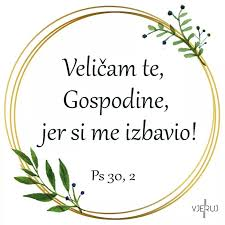 Veličam te,
Gospodine,
jer si me izbavio!
Ps 30, 2
VJERUJ